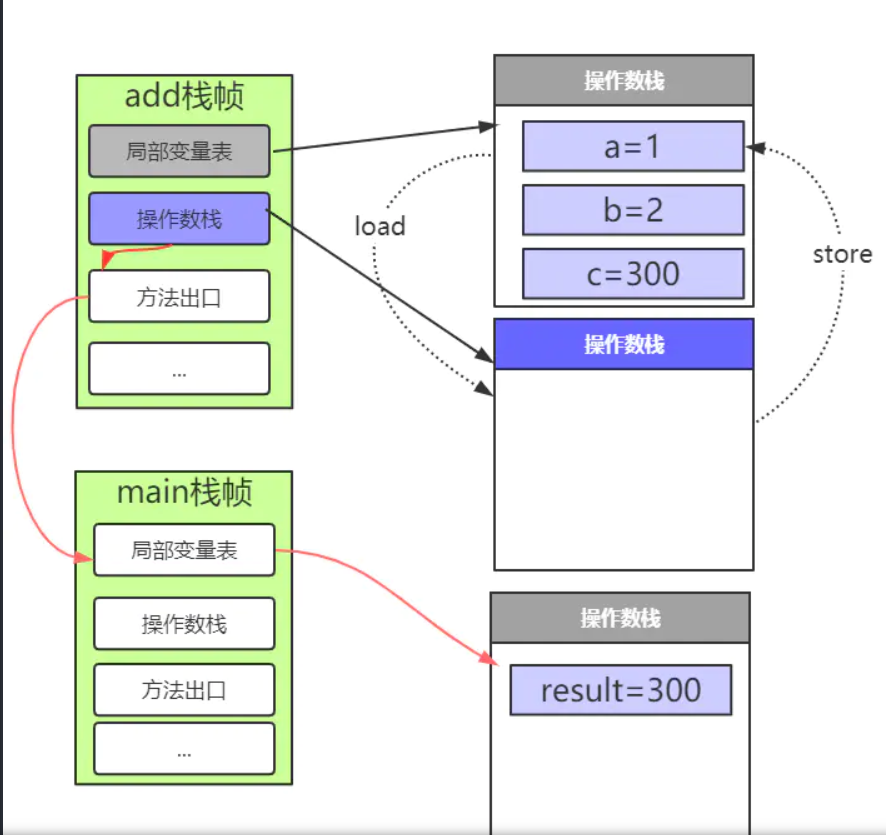 add栈帧
局部变量表
操作数栈
方法出口
...
操作数栈
a=1
b=2
c=300
load
store
操作数栈
main栈帧
局部变量表
操作数栈
方法出口
...
操作数栈
result=300